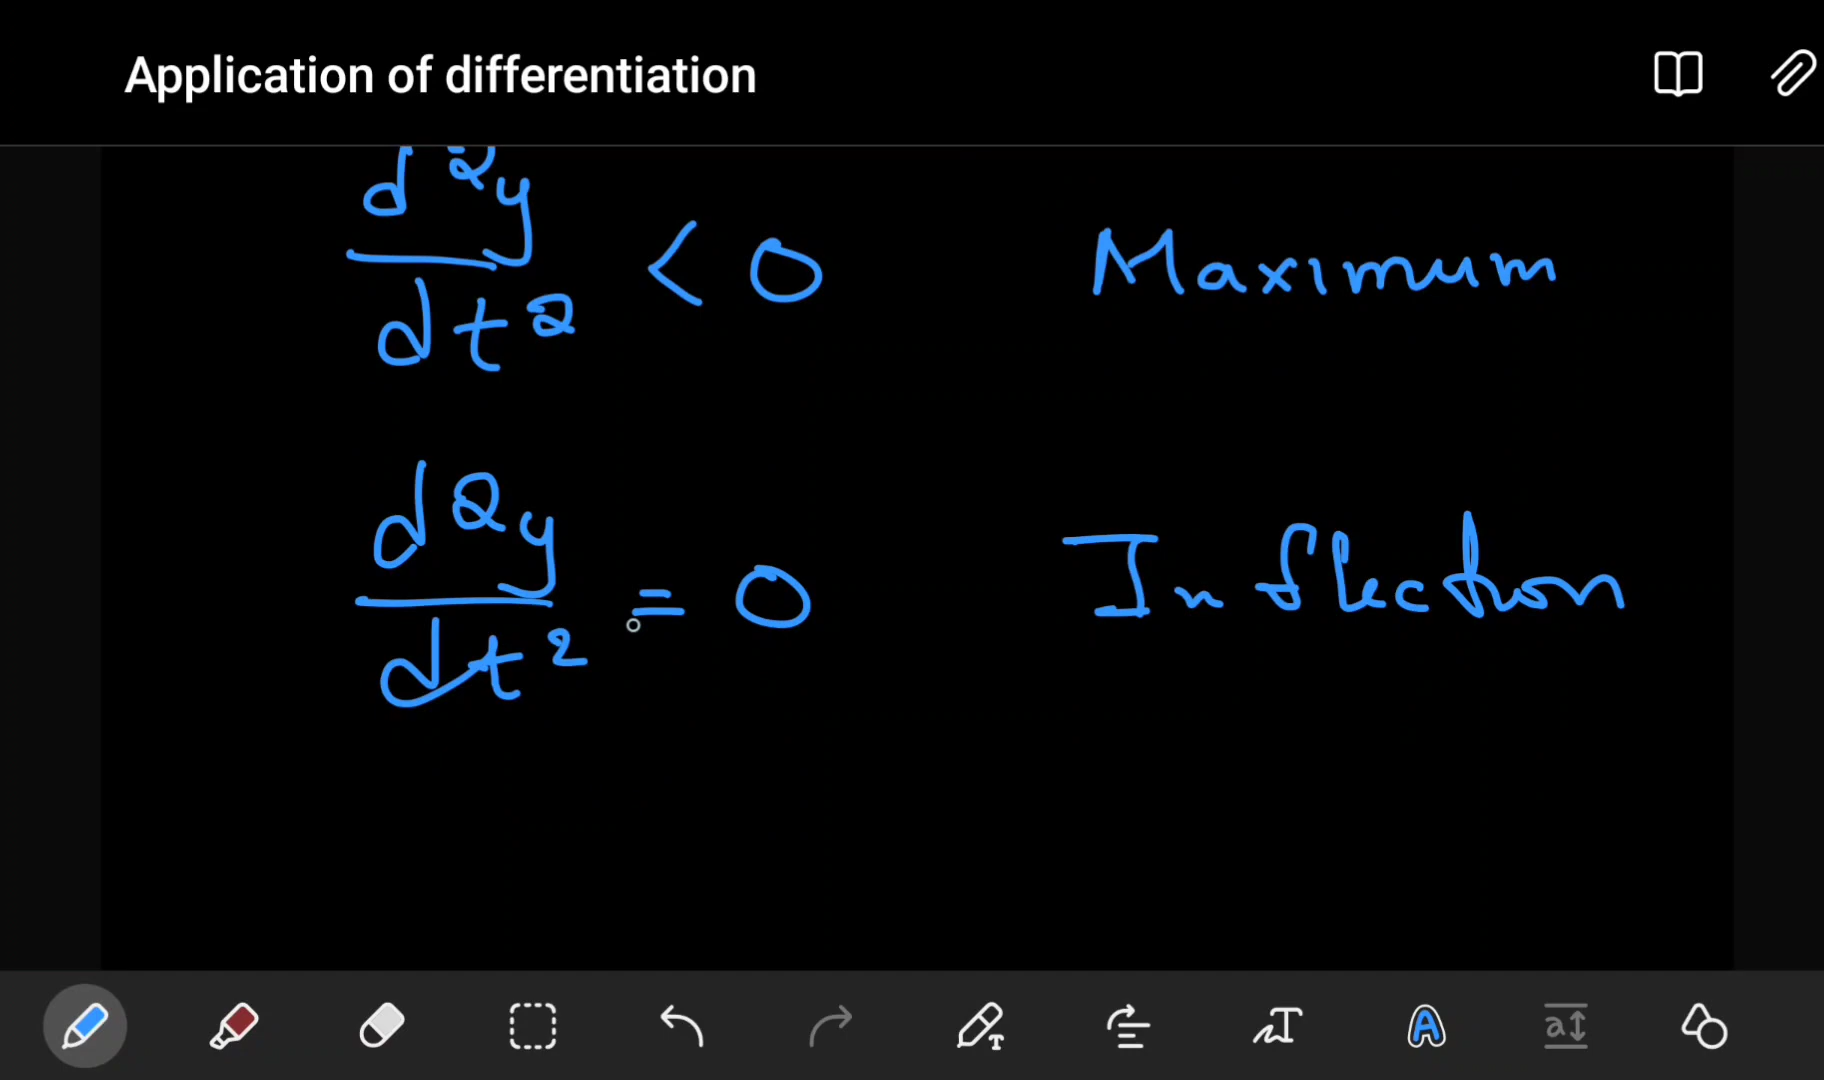 Application of differentiation
d²y/dt² < 0 Maximum
d²y/dt² = 0 Inflection